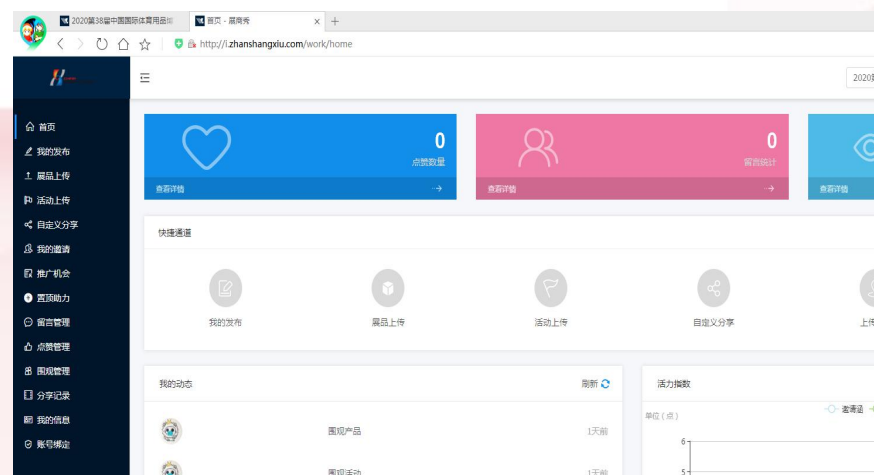 2020第38届中国国际体育用品
首页 - 展商秀
http://i.zhanshangxiu.com/work/home
2020
首页
我的发布
展品上传
活动上传
自定义分享
我的邀请
推广机会
置顶助力
留言管理
点赞管理
围观管理
分享记录
我的信息
账号绑定
0
点赞数量
查看详情
0
留言统计
查看详情
查看详情
快捷通道
我的发布
展品上传
活动上传
自定义分享
上传
我的动态
刷新
围观产品
1天前
围观活动
1天前
活力指数
单位（点）
邀请函
6
5